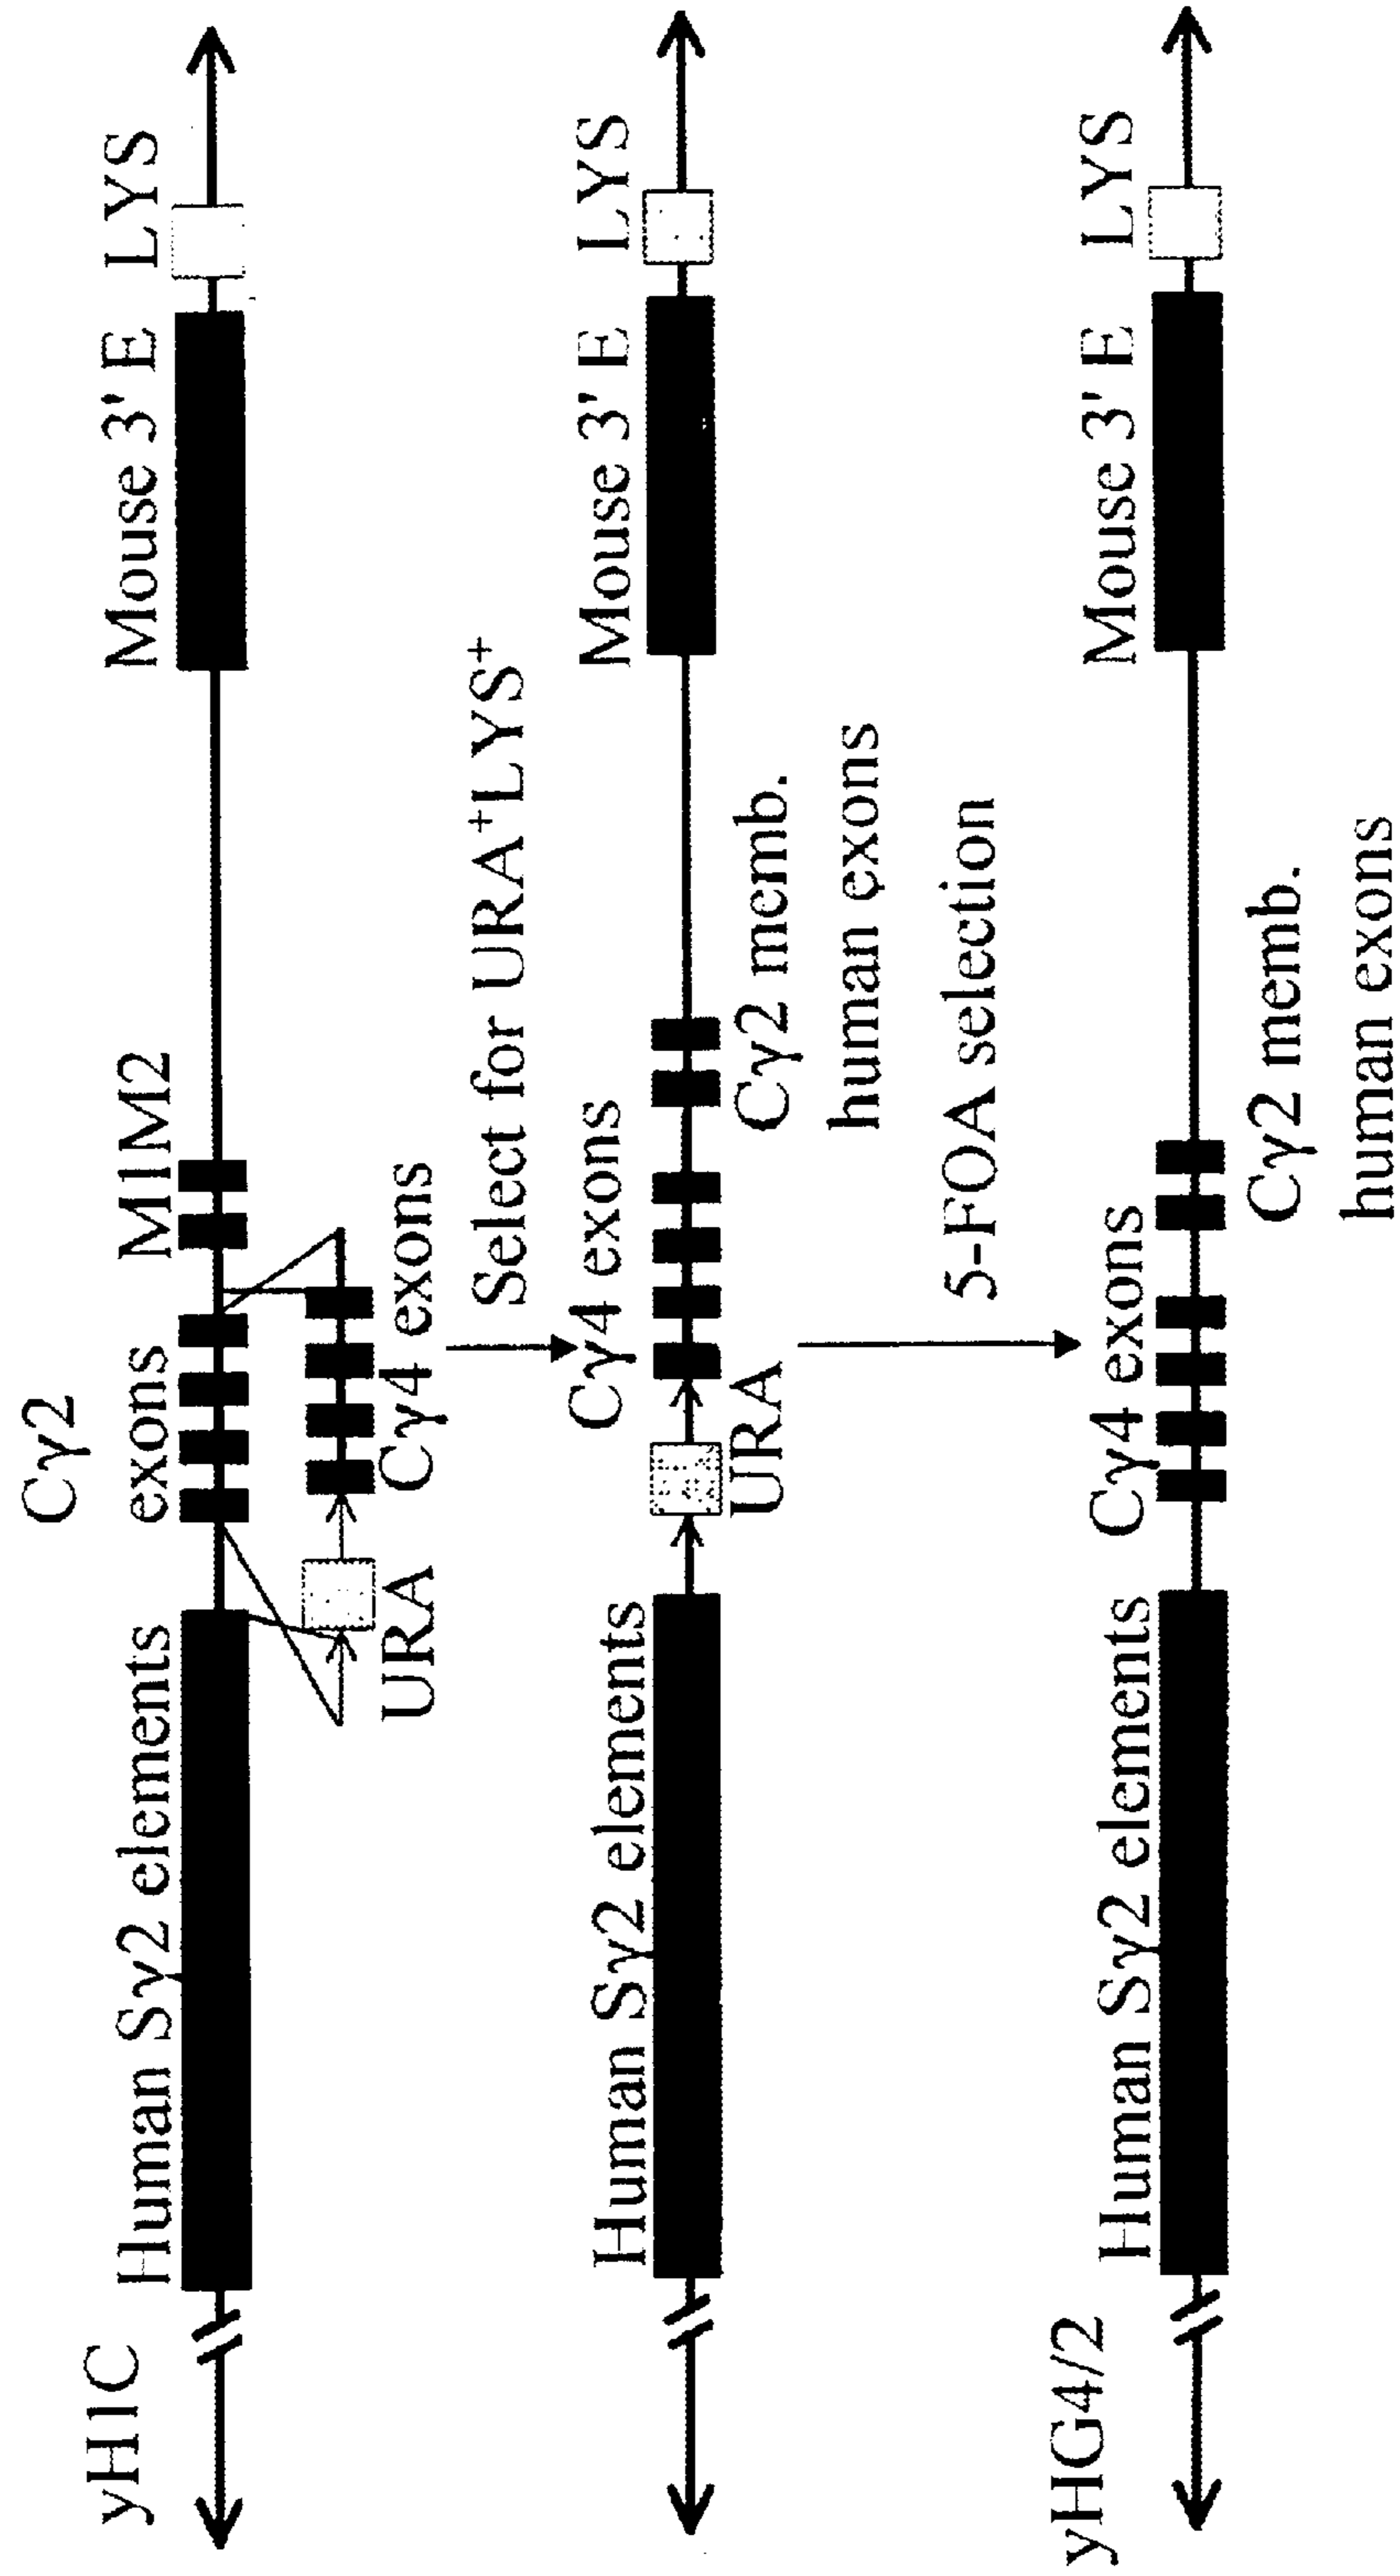 yH1C
Human Sγ2 elements
Cγ2
exons
M1M2
Mouse 3' E
LYS
URA
Cγ4 exons
Select for URA⁺LYS⁺
Human Sγ2 elements
Cγ4 exons
Mouse 3' E
LYS
URA
Cγ2 memb.
human exons
5-FOA selection
yHG4/2
Human Sγ2 elements
Cγ4 exons
Mouse 3' E
LYS
Cγ2 memb.
human exons